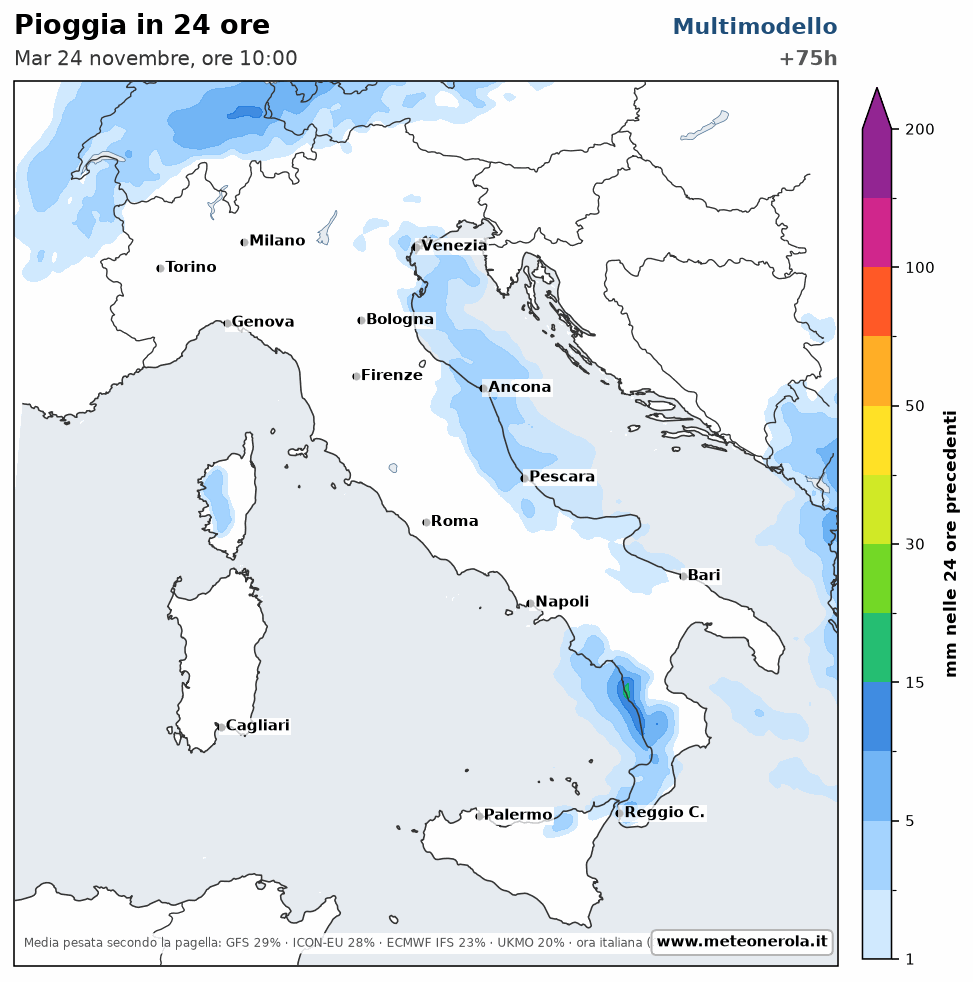 Pioggia in 24 ore
Multimodello
Mar 24 novembre, ore 10:00
+75h
200
100
50
30
15
5
1
mm nelle 24 ore precedenti
Milano
Venezia
Torino
Genova
Bologna
Firenze
Ancona
Pescara
Roma
Bari
Napoli
Cagliari
Palermo
Reggio C.
Media pesata secondo la pagella: GFS 29% · ICON-EU 28% · ECMWF IFS 23% · UKMO 20% · ora italiana (
www.meteonerola.it